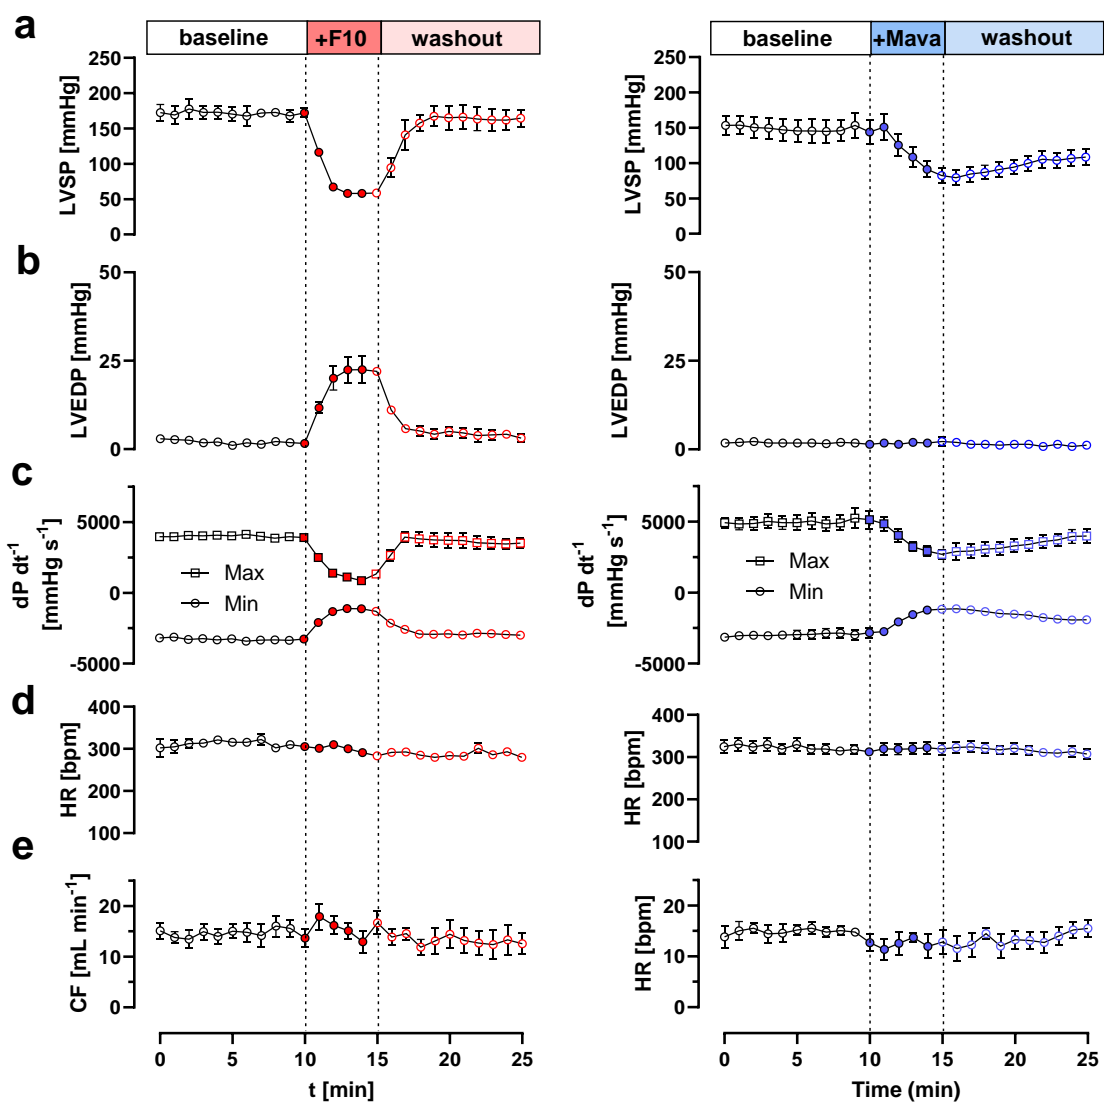 a
baseline +F10 washout
baseline +Mava washout
250
200
150
100
50
0
LVSP [mmHg]
250
200
150
100
50
0
LVSP [mmHg]
b
50
25
0
LVEDP [mmHg]
50
25
0
LVEDP [mmHg]
c
5000
0
-5000
dP dt⁻¹
[mmHg s⁻¹]
Max
Min
5000
0
-5000
dP dt⁻¹
[mmHg s⁻¹]
Max
Min
d
400
300
200
100
HR [bpm]
400
300
200
100
HR [bpm]
e
20
10
0
CF [mL min⁻¹]
20
10
0
HR [bpm]
0 5 10 15 20 25
t [min]
0 5 10 15 20 25
Time (min)